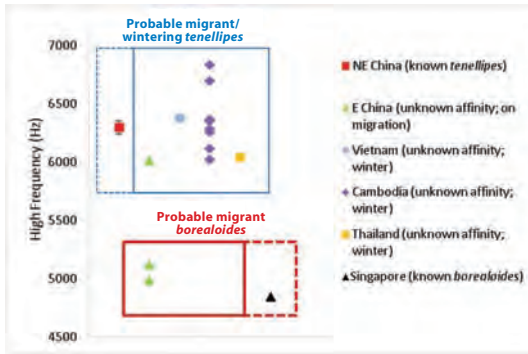 Probable migrant/
wintering tenellipes
7000
6500
6000
5500
5000
4500
High Frequency (Hz)
Probable migrant
borealoides
NE China (known tenellipes)
E China (unknown affinity; on
migration)
Vietnam (unknown affinity;
winter)
Cambodia (unknown affinity;
winter)
Thailand (unknown affinity;
winter)
Singapore (known borealoides)